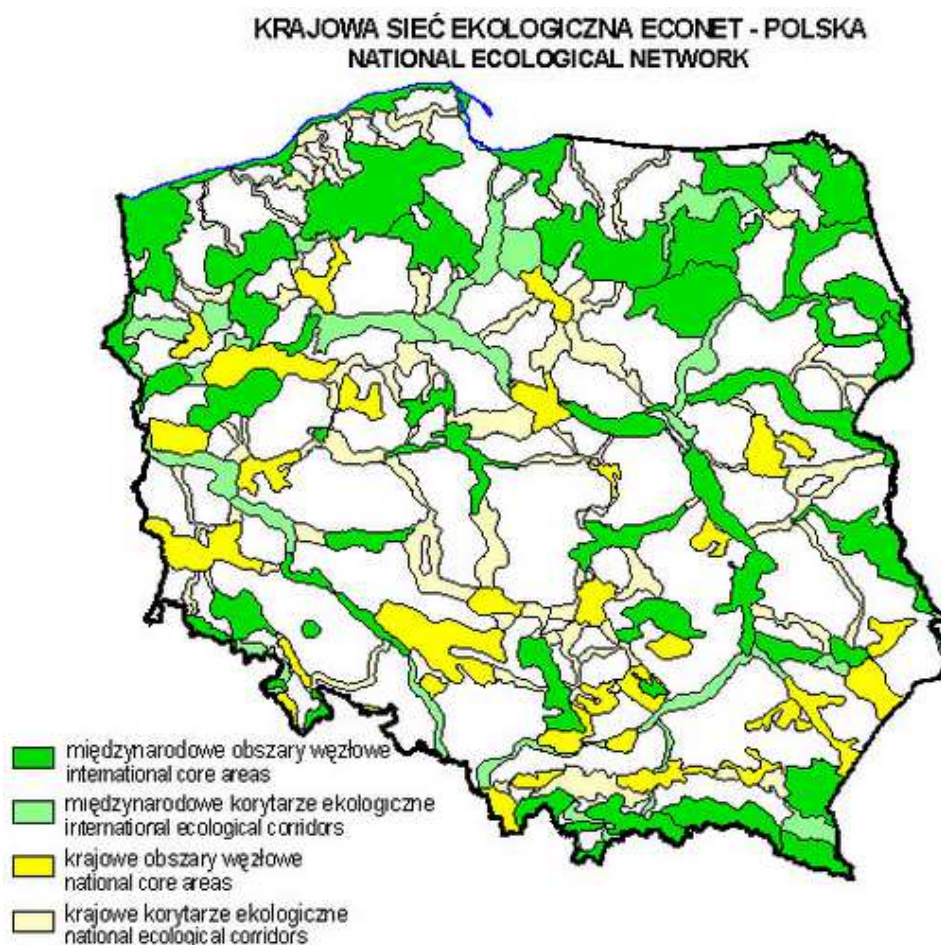 KRAJOWA SIEĆ EKOLOGICZNA ECONET - POLSKA
NATIONAL ECOLOGICAL NETWORK
międzynarodowe obszary węzłowe
international core areas
międzynarodowe korytarze ekologiczne
international ecological corridors
krajowe obszary węzłowe
national core areas
krajowe korytarze ekologiczne
national ecological corridors